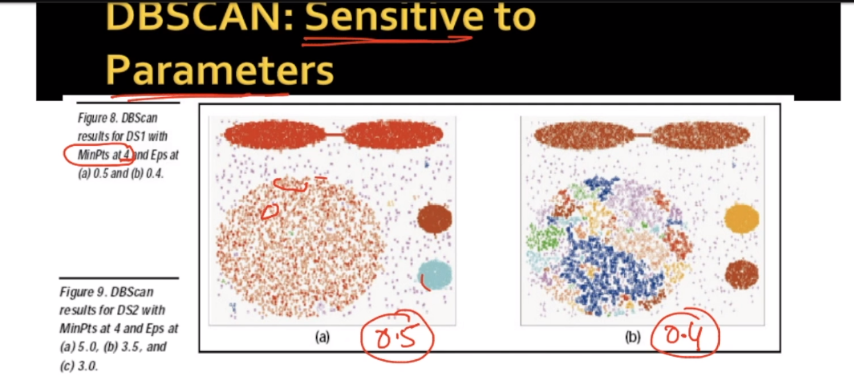 DBSCAN: Sensitive to
Parameters
Figure 8. DBScan
results for DS1 with
MinPts at 4 and Eps at
(a) 0.5 and (b) 0.4.
(a)
0.5
(b)
0.4
Figure 9. DBScan
results for DS2 with
MinPts at 4 and Eps at
(a) 5.0, (b) 3.5, and
(c) 3.0.